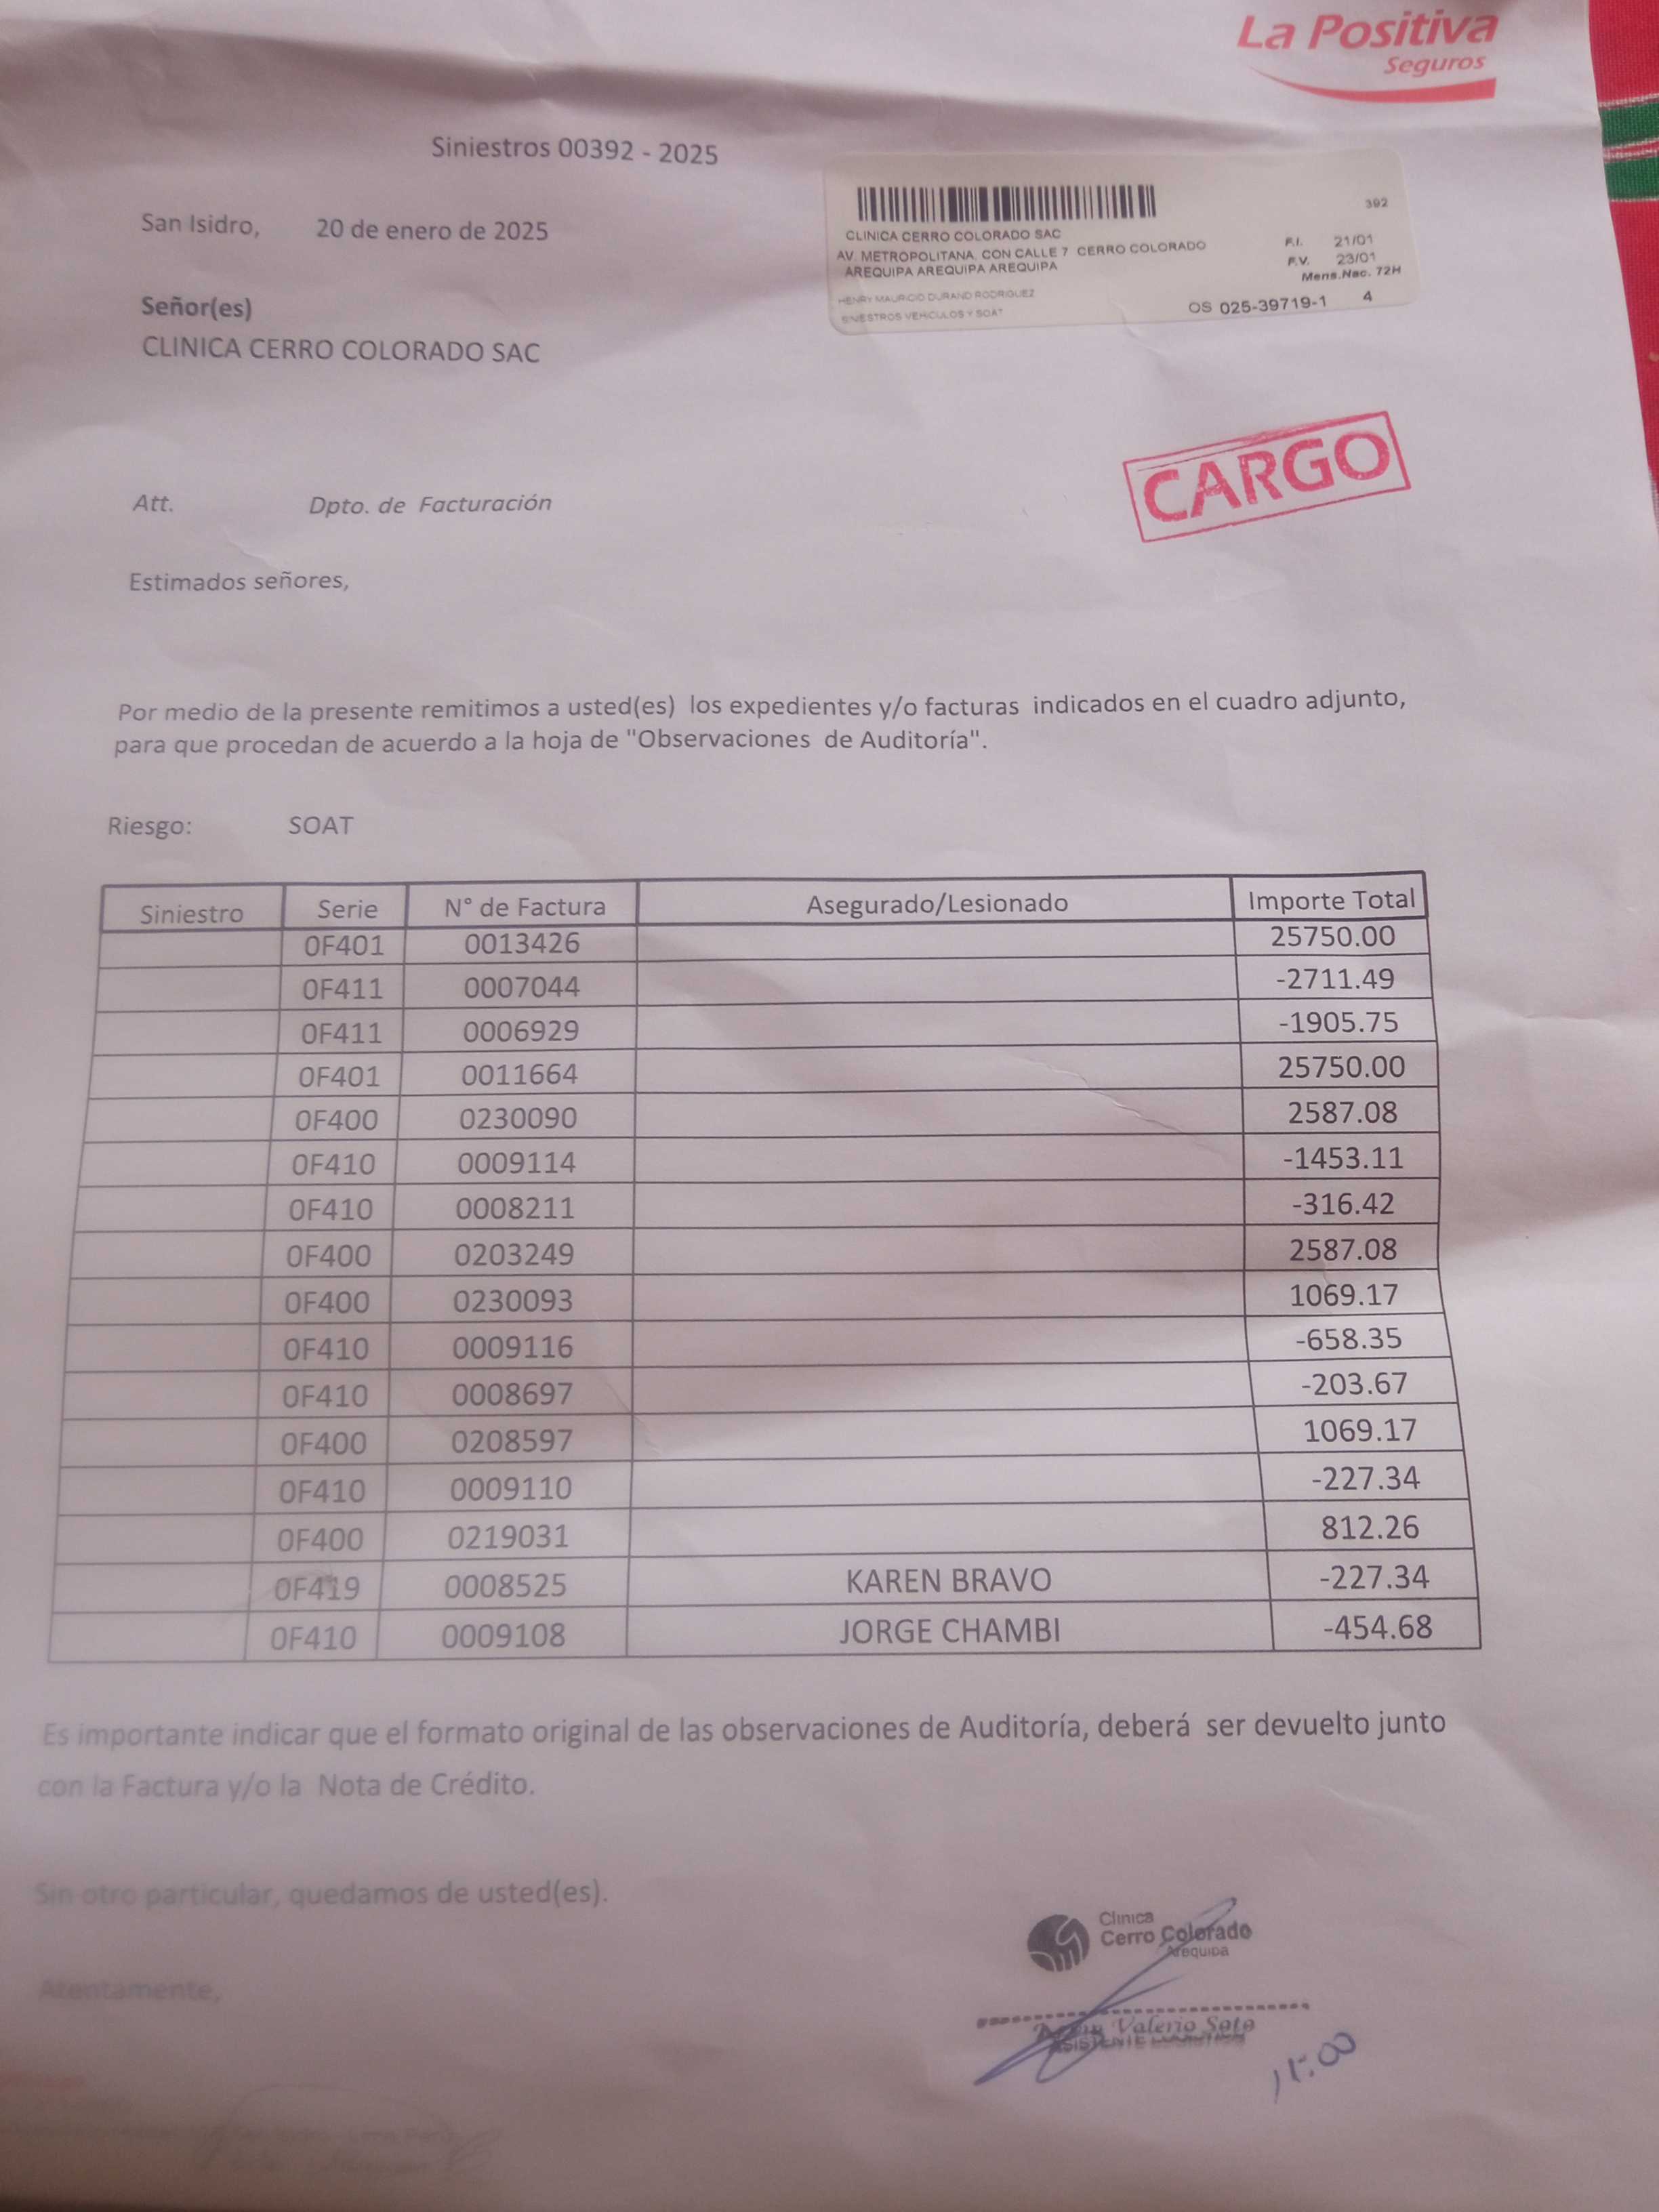 La Positiva
Seguros
Siniestros 00392 - 2025
San Isidro, 20 de enero de 2025
392
CLINICA CERRO COLORADO SAC
AV. METROPOLITANA. CON CALLE 7 CERRO COLORADO
AREQUIPA AREQUIPA AREQUIPA
F.I. 21/01
F.V. 23/01
Mens.Nac. 72H
HENRY MAURICIO DURAND RODRIGUEZ
SINIESTROS VEHICULOS Y SOAT
OS 025-39719-1 4
Señor(es)
CLINICA CERRO COLORADO SAC
CARGO
Att. Dpto. de Facturación
Estimados señores,
Por medio de la presente remitimos a usted(es) los expedientes y/o facturas indicados en el cuadro adjunto,
para que procedan de acuerdo a la hoja de "Observaciones de Auditoría".
Riesgo: SOAT
Siniestro Serie N° de Factura Asegurado/Lesionado Importe Total
0F401 0013426 25750.00
0F411 0007044 -2711.49
0F411 0006929 -1905.75
0F401 0011664 25750.00
0F400 0230090 2587.08
0F410 0009114 -1453.11
0F410 0008211 -316.42
0F400 0203249 2587.08
0F400 0230093 1069.17
0F410 0009116 -658.35
0F410 0008697 -203.67
0F400 0208597 1069.17
0F410 0009110 -227.34
0F400 0219031 812.26
0F419 0008525 KAREN BRAVO -227.34
0F410 0009108 JORGE CHAMBI -454.68
Es importante indicar que el formato original de las observaciones de Auditoría, deberá ser devuelto junto
con la Factura y/o la Nota de Crédito.
Sin otro particular, quedamos de usted(es).
Atentamente,
Clinica
Cerro Colorado
Arequipa
Valerio Soto
ASISTENTE